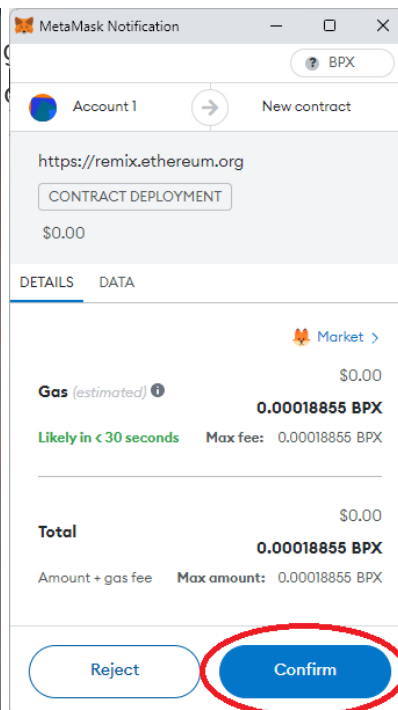 MetaMask Notification
? BPX
Account 1 New contract
https://remix.ethereum.org
CONTRACT DEPLOYMENT
$0.00
DETAILS DATA
Market >
$0.00
Gas (estimated) i
0.00018855 BPX
Likely in < 30 seconds Max fee: 0.00018855 BPX
$0.00
Total
0.00018855 BPX
Amount + gas fee Max amount: 0.00018855 BPX
Reject Confirm